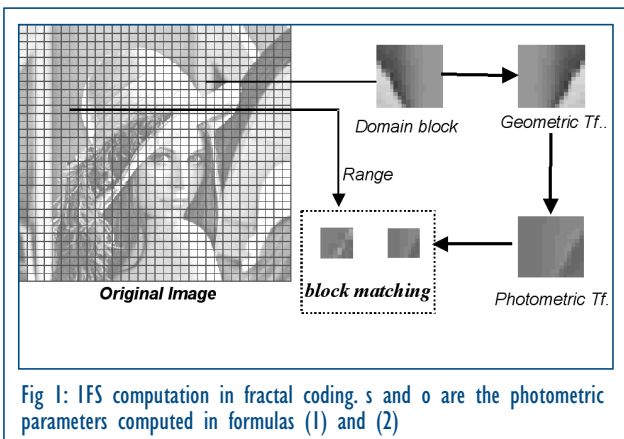 Domain block
Geometric Tf..
Range
Original Image
block matching
Photometric Tf.
Fig 1: IFS computation in fractal coding. s and o are the photometric
parameters computed in formulas (1) and (2)